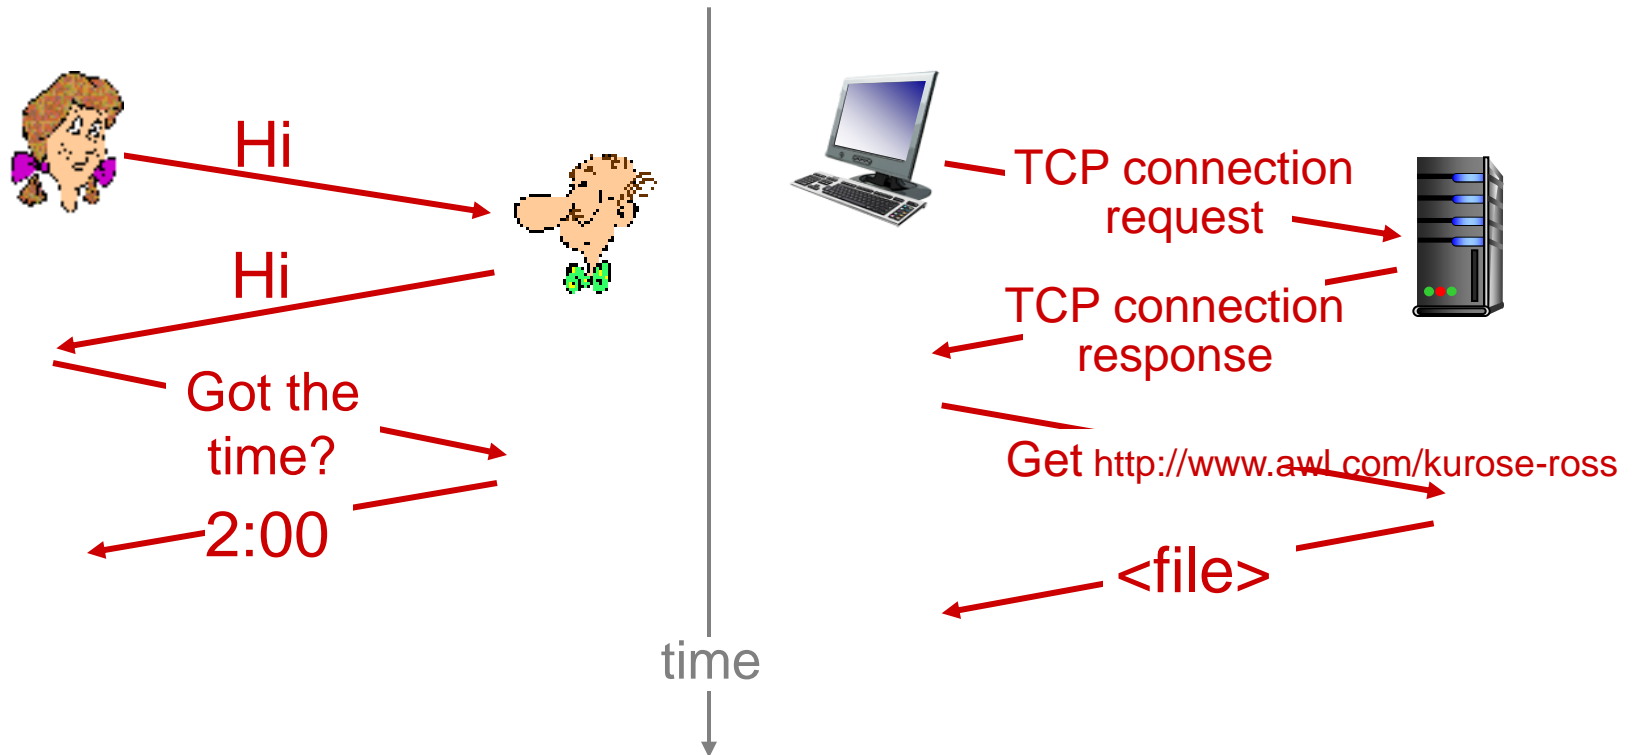 Hi
Hi
Got the
time?
2:00
time
TCP connection
request
TCP connection
response
Get http://www.awl.com/kurose-ross
<file>